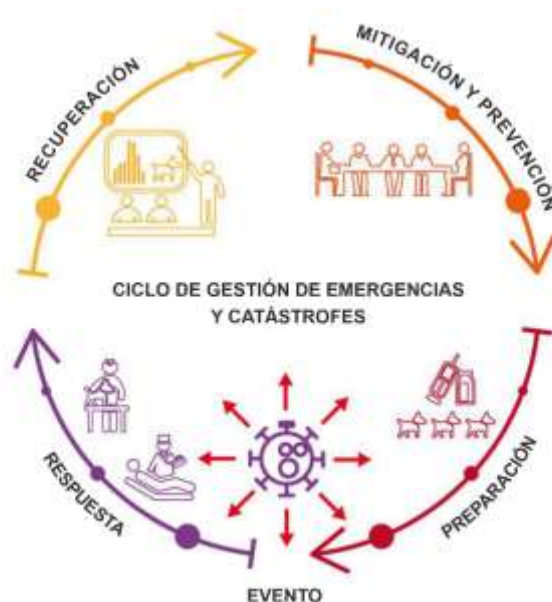 RECUPERACIÓN
MITIGACIÓN Y PREVENCIÓN
CICLO DE GESTIÓN DE EMERGENCIAS
Y CATÁSTROFES
RESPUESTA
PREPARACIÓN
EVENTO